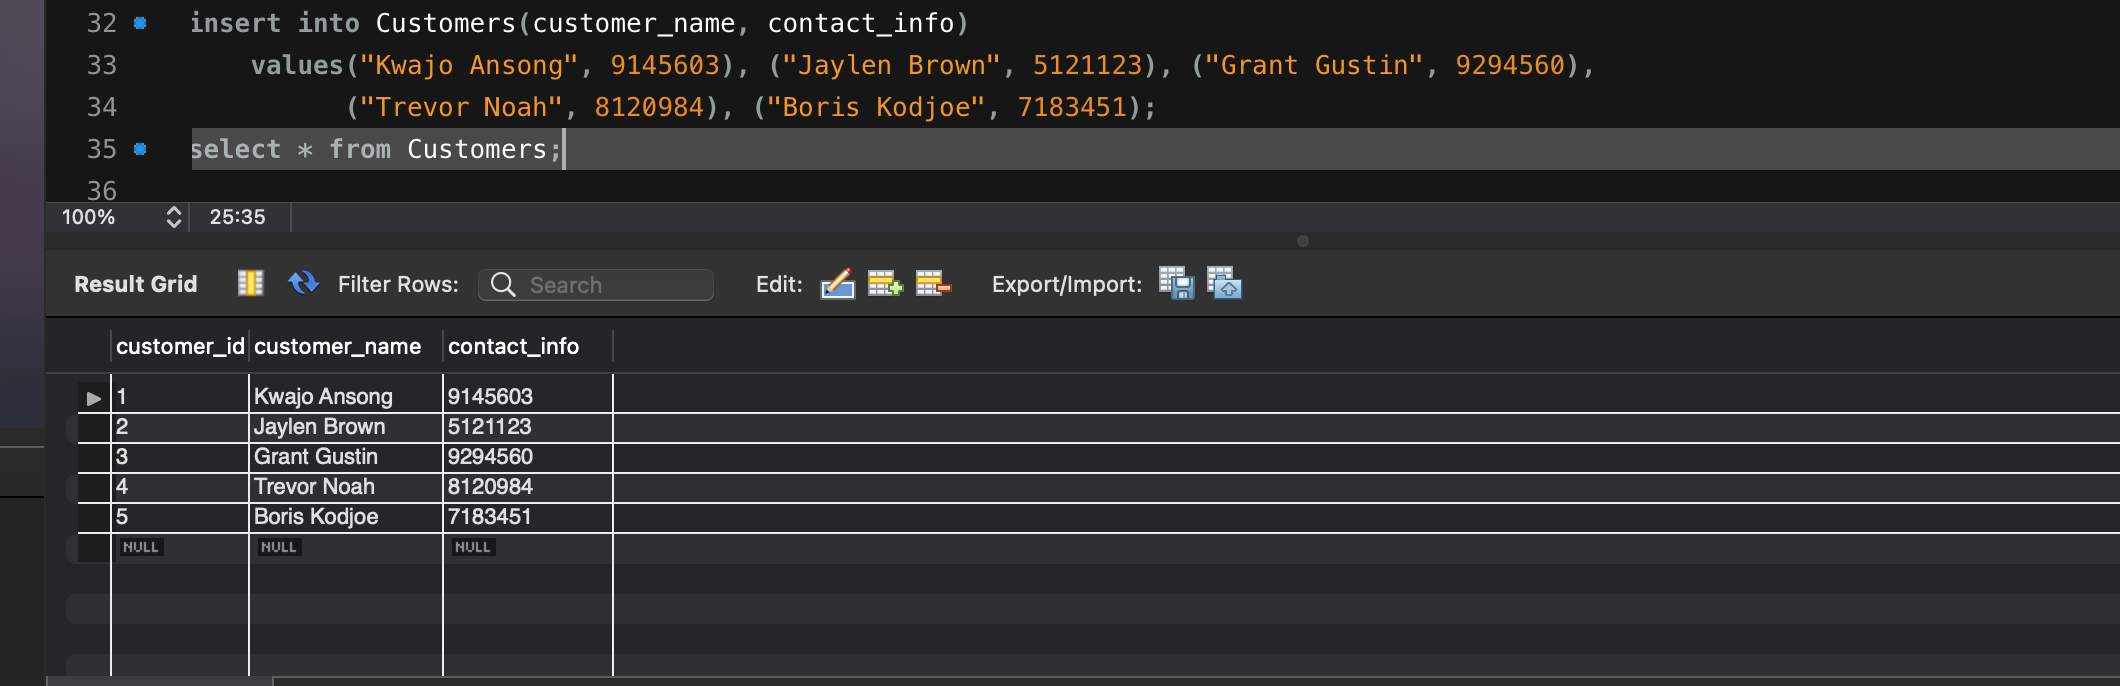 32 insert into Customers(customer_name, contact_info)
33 values("Kwajo Ansong", 9145603), ("Jaylen Brown", 5121123), ("Grant Gustin", 9294560),
34 ("Trevor Noah", 8120984), ("Boris Kodjoe", 7183451);
35 select * from Customers;
36
100% 25:35
Result Grid Filter Rows: Search Edit: Export/Import:
customer_id customer_name contact_info
1 Kwajo Ansong 9145603
2 Jaylen Brown 5121123
3 Grant Gustin 9294560
4 Trevor Noah 8120984
5 Boris Kodjoe 7183451
NULL NULL NULL